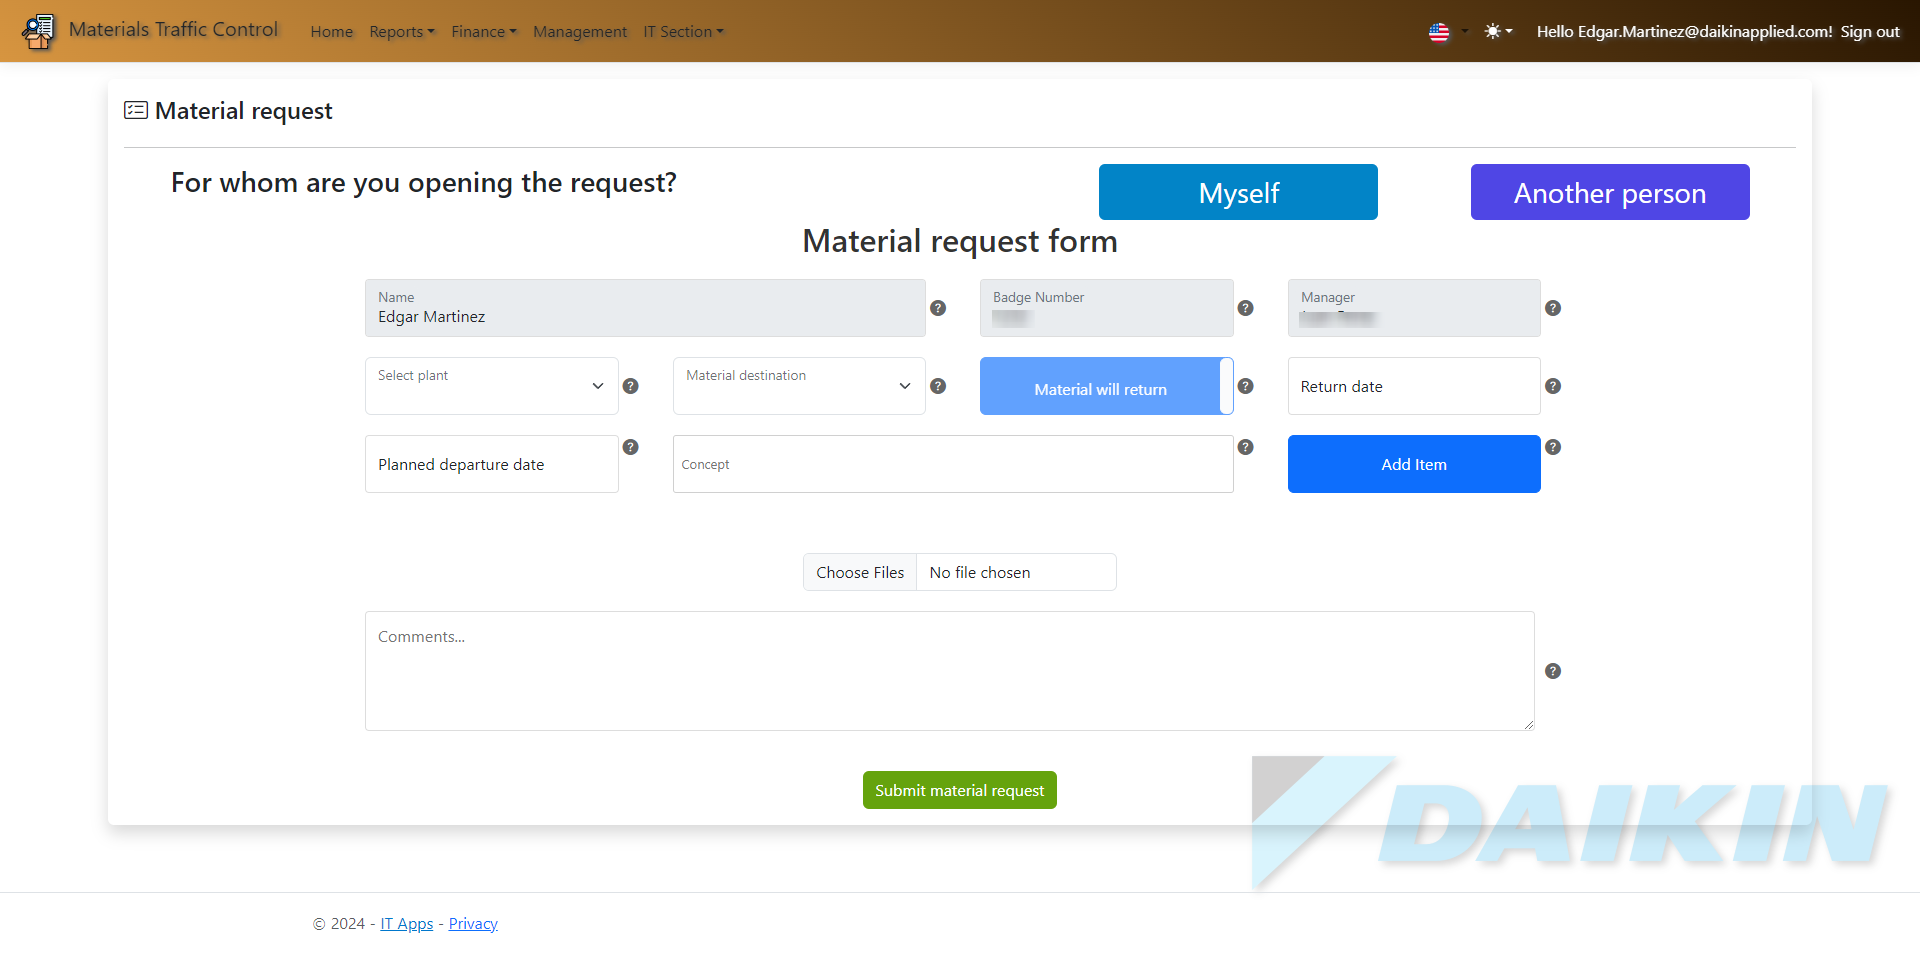 Materials Traffic Control Home Reports Finance Management IT Section Hello Edgar.Martinez@daikinapplied.com! Sign out
Material request
For whom are you opening the request? Myself Another person
Material request form
Name Badge Number Manager
Edgar Martinez
Select plant Material destination Material will return Return date
Planned departure date Concept Add Item
Choose Files No file chosen
Comments...
Submit material request
DAIKIN
© 2024 - IT Apps - Privacy